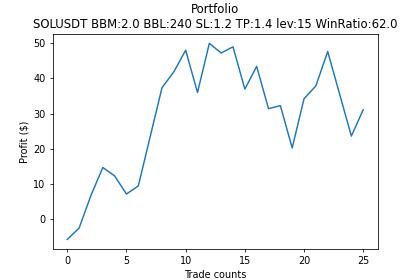 Portfolio
SOLUSDT BBM:2.0 BBL:240 SL:1.2 TP:1.4 lev:15 WinRatio:62.0
50
40
30
20
10
0
Profit ($)
0 5 10 15 20 25
Trade counts